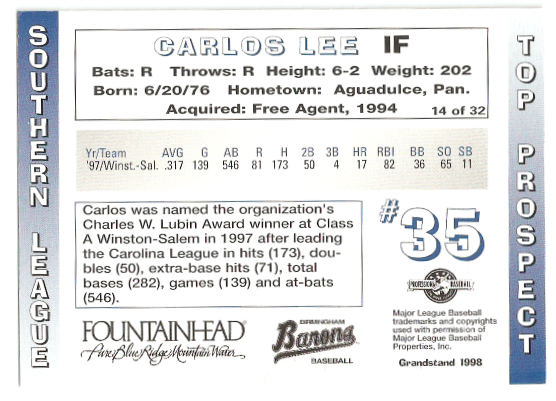 SOUTHERN LEAGUE
CARLOS LEE IF
Bats: R Throws: R Height: 6-2 Weight: 202
Born: 6/20/76 Hometown: Aguadulce, Pan.
Acquired: Free Agent, 1994 14 of 32
TOP PROSPECT
Yr/Team AVG G AB R H 2B 3B HR RBI BB SO SB
'97/Winst.-Sal. .317 139 546 81 173 50 4 17 82 36 65 11
Carlos was named the organization's
Charles W. Lubin Award winner at Class
A Winston-Salem in 1997 after leading
the Carolina League in hits (173), dou-
bles (50), extra-base hits (71), total
bases (282), games (139) and at-bats
(546).
#35
PROFESSIONAL BASEBALL
FOUNTAINHEAD
Pure Blue Ridge Mountain Water
BIRMINGHAM
Barons
BASEBALL
Major League Baseball
trademarks and copyrights
used with permission of
Major League Baseball
Properties, Inc.
Grandstand 1998